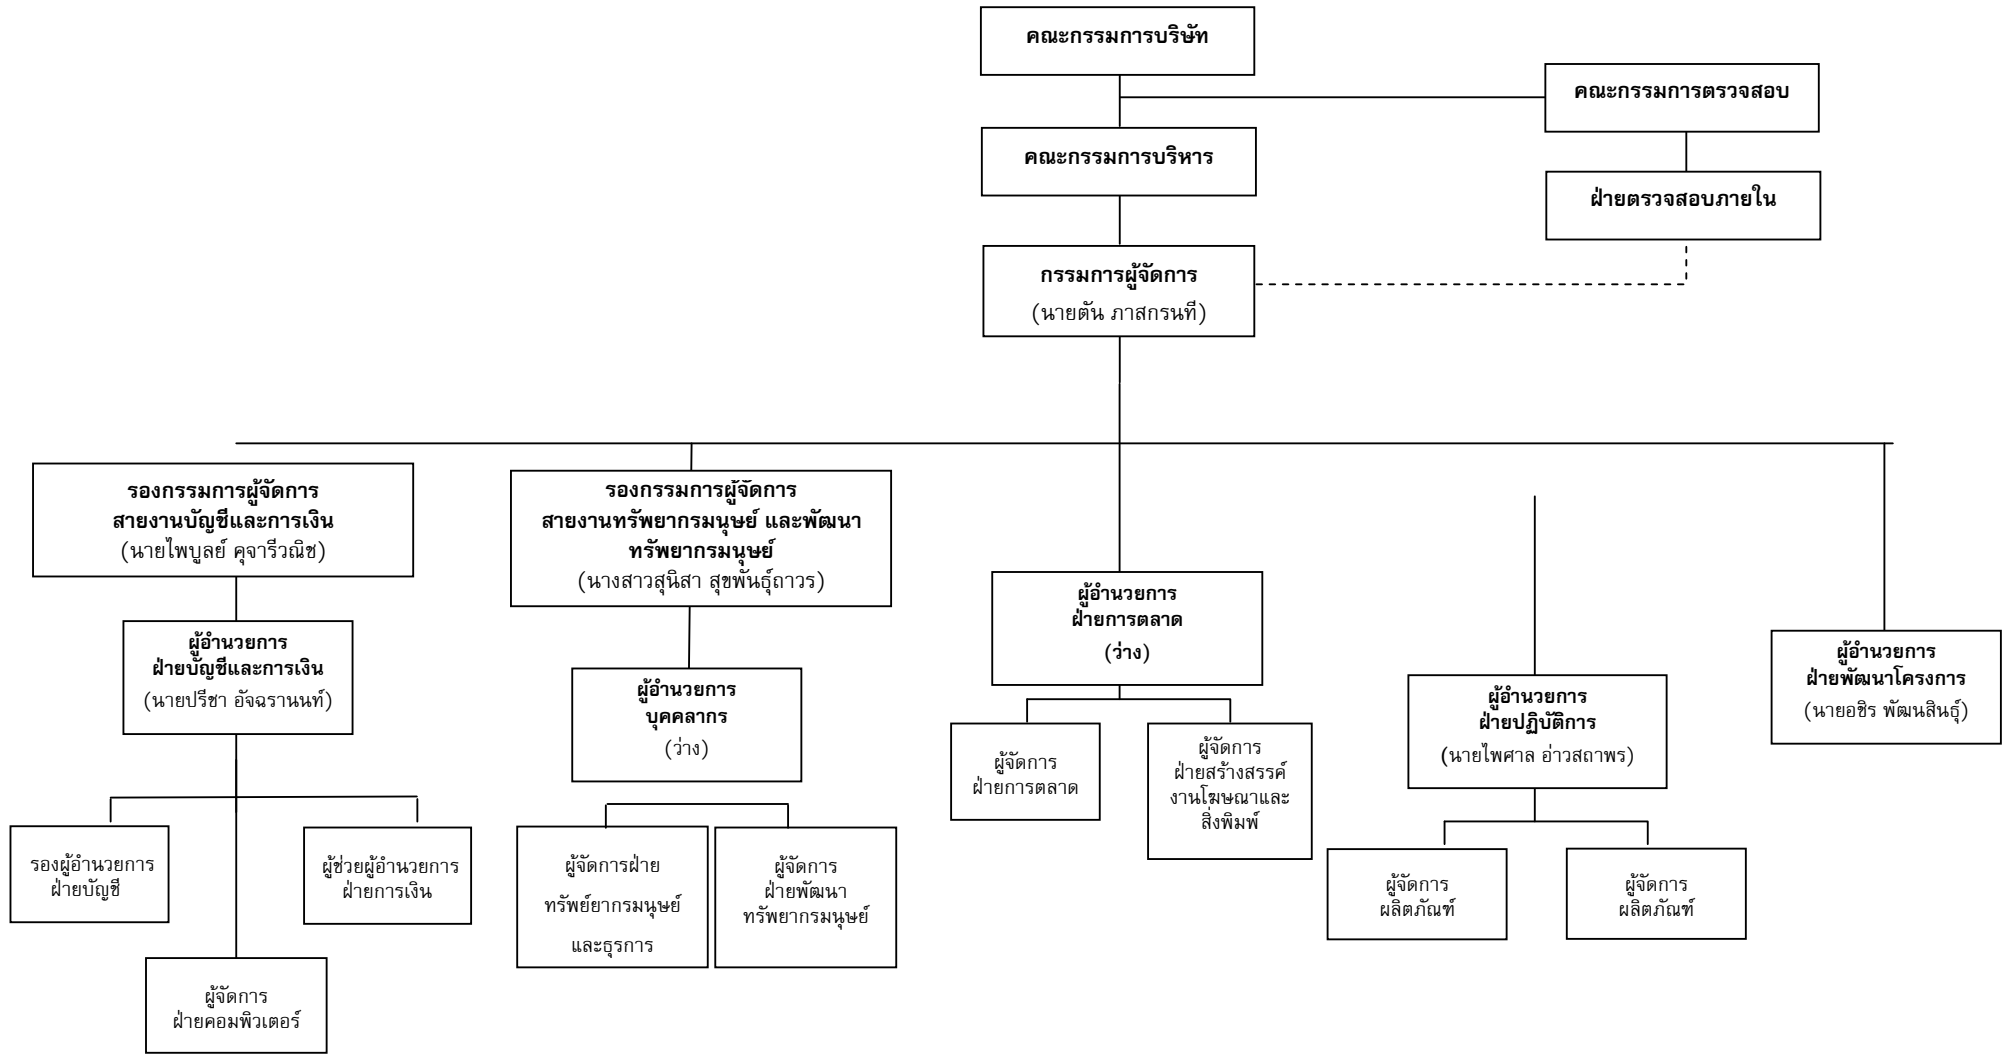 คณะกรรมการบริษัท
คณะกรรมการตรวจสอบ
คณะกรรมการบริหาร
ฝ่ายตรวจสอบภายใน
กรรมการผู้จัดการ
(นายตัน ภาสกรนที)
รองกรรมการผู้จัดการ
สายงานบัญชีและการเงิน
(นายไพบูลย์ คุจารีวณิช)
รองกรรมการผู้จัดการ
สายงานทรัพยากรมนุษย์ และพัฒนา
ทรัพยากรมนุษย์
(นางสาวสุนิสา สุขพันธุ์ถาวร)
ผู้อำนวยการ
ฝ่ายการตลาด
(ว่าง)
ผู้อำนวยการ
ฝ่ายบัญชีและการเงิน
(นายปรีชา อัจฉรานนท์)
ผู้อำนวยการ
บุคคลากร
(ว่าง)
ผู้อำนวยการ
ฝ่ายปฏิบัติการ
(นายไพศาล อ่าวสถาพร)
ผู้อำนวยการ
ฝ่ายพัฒนาโครงการ
(นายอชิร พัฒนสินธุ์)
ผู้จัดการ
ฝ่ายการตลาด
ผู้จัดการ
ฝ่ายสร้างสรรค์
งานโฆษณาและ
สิ่งพิมพ์
รองผู้อำนวยการ
ฝ่ายบัญชี
ผู้ช่วยผู้อำนวยการ
ฝ่ายการเงิน
ผู้จัดการฝ่าย
ทรัพย์ยากรมนุษย์
และธุรการ
ผู้จัดการ
ฝ่ายพัฒนา
ทรัพยากรมนุษย์
ผู้จัดการ
ผลิตภัณฑ์
ผู้จัดการ
ผลิตภัณฑ์
ผู้จัดการ
ฝ่ายคอมพิวเตอร์